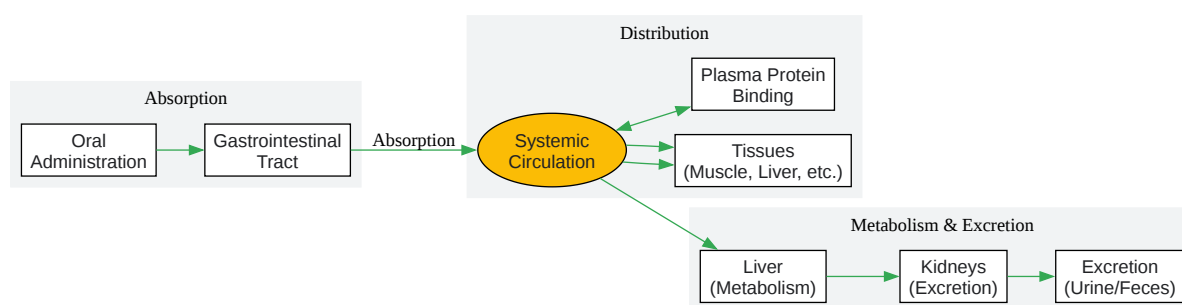 Absorption
Oral
Administration
Gastrointestinal
Tract
Absorption
Distribution
Systemic
Circulation
Plasma Protein
Binding
Tissues
(Muscle, Liver, etc.)
Metabolism & Excretion
Liver
(Metabolism)
Kidneys
(Excretion)
Excretion
(Urine/Feces)